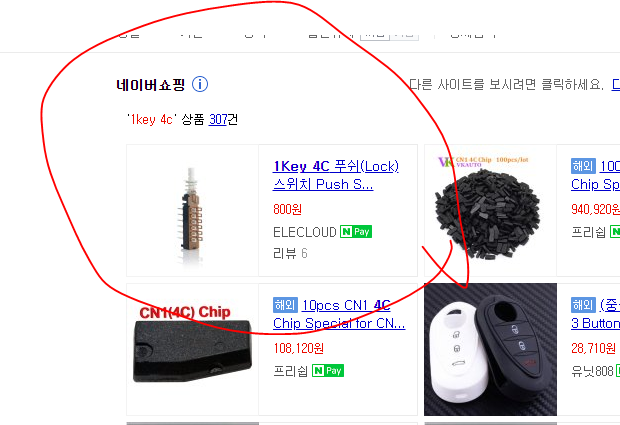 네이버쇼핑
다른 사이트를 보시려면 클릭하세요.
'1key 4c' 상품 307건
1Key 4C 푸쉬(Lock)
스위치 Push S...
800원
ELECLOUD N Pay
리뷰 6
VK CN1 4C Chip 100pcs/lot
VKAUTO
해외 100
Chip Sp
940,920원
프리쉽 N
CN1(4C) Chip
해외 10pcs CN1 4C
Chip Special for CN...
108,120원
프리쉽 N Pay
해외 (중
3 Button
28,710원
유닛808